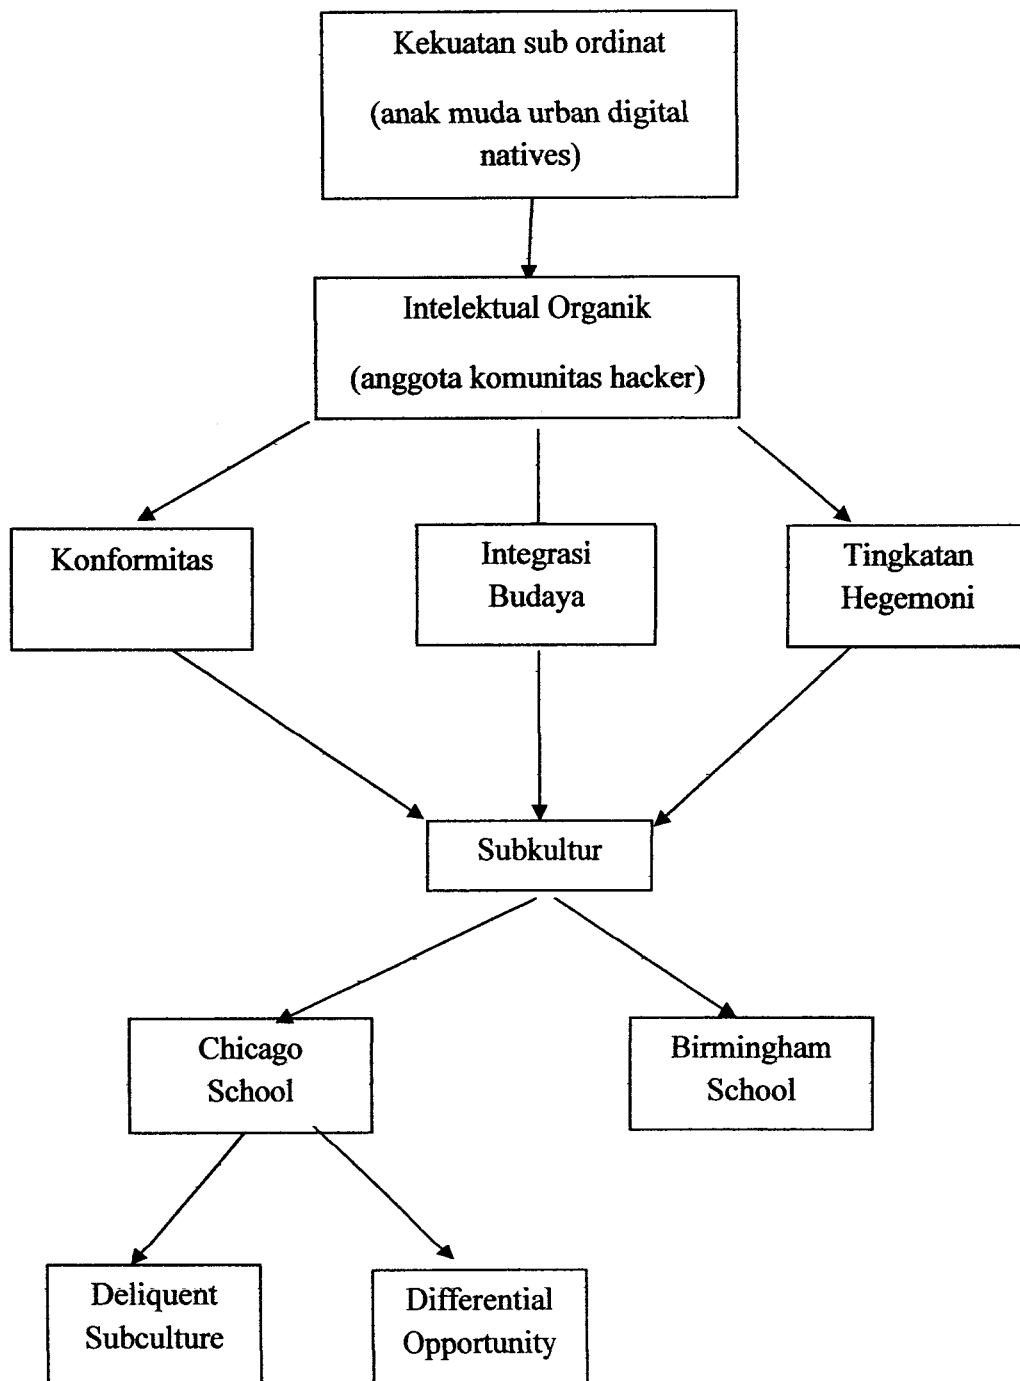 Kekuatan sub ordinat
(anak muda urban digital
natives)
Intelektual Organik
(anggota komunitas hacker)
Konformitas
Integrasi
Budaya
Tingkatan
Hegemoni
Subkultur
Chicago
School
Birmingham
School
Deliquent
Subculture
Differential
Opportunity